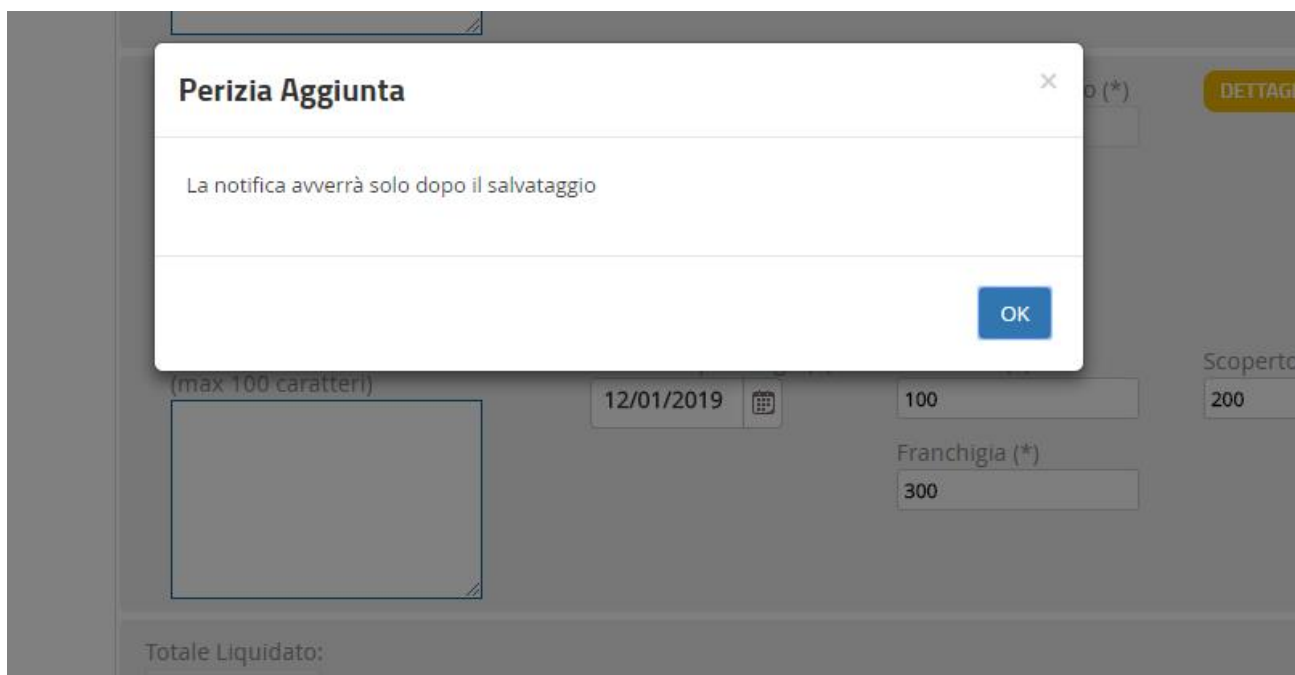 Perizia Aggiunta
×
o (*)
La notifica avverrà solo dopo il salvataggio
OK
(max 100 caratteri)
12/01/2019
100
Scoperto
200
Franchigia (*)
300
Totale Liquidato: